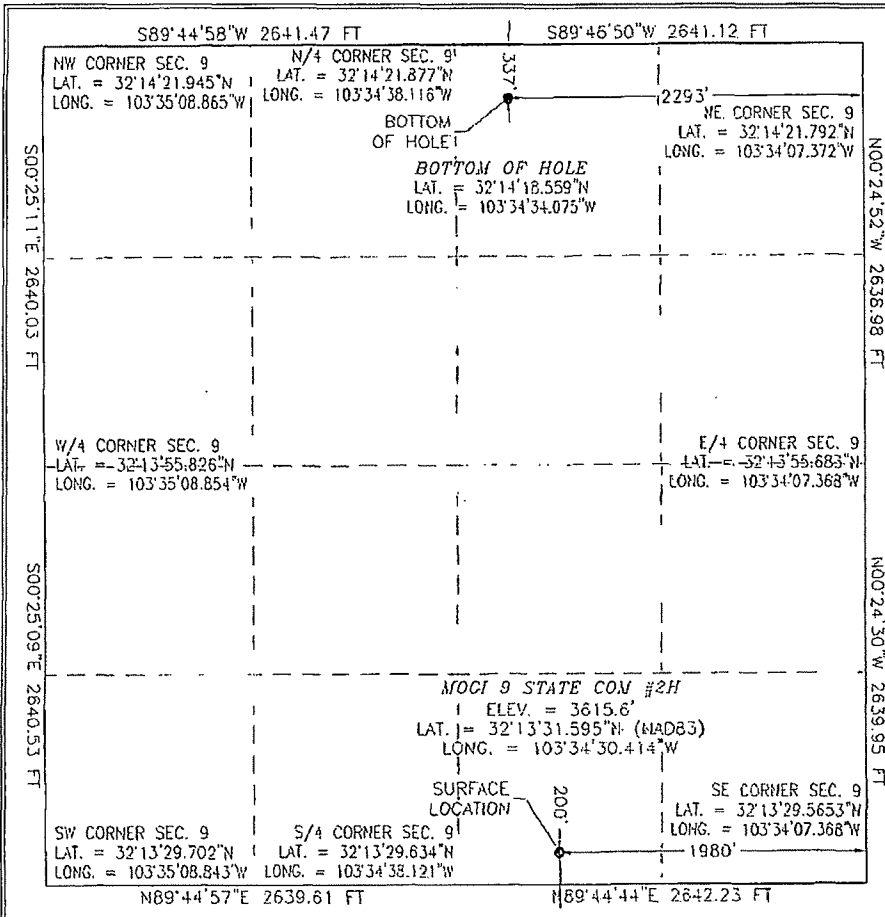 S89°44'58"W 2641.47 FT
S89°46'50"W 2641.12 FT
NW CORNER SEC. 9
LAT. = 32°14'21.945"N
LONG. = 103°35'08.865"W
N/4 CORNER SEC. 9
LAT. = 32°14'21.877"N
LONG. = 103°34'38.116"W
337'
2293'
NE CORNER SEC. 9
LAT. = 32°14'21.792"N
LONG. = 103°34'07.372"W
BOTTOM
OF HOLE
BOTTOM OF HOLE
LAT. = 32°14'18.559"N
LONG. = 103°34'34.075"W
S00°25'11"E 2640.03 FT
N00°24'52"W 2638.98 FT
W/4 CORNER SEC. 9
LAT. = 32°13'55.826"N
LONG. = 103°35'08.854"W
E/4 CORNER SEC. 9
LAT. = 32°13'55.683"N
LONG. = 103°34'07.368"W
S00°25'09"E 2640.53 FT
N00°24'30"W 2639.95 FT
MOGI 9 STATE COM #2H
ELEV. = 3615.6'
LAT. = 32°13'31.595"N (NAD83)
LONG. = 103°34'30.414"W
SURFACE
LOCATION
200'
1980'
SE CORNER SEC. 9
LAT. = 32°13'29.5653"N
LONG. = 103°34'07.368"W
SW CORNER SEC. 9
LAT. = 32°13'29.702"N
LONG. = 103°35'08.843"W
S/4 CORNER SEC. 9
LAT. = 32°13'29.634"N
LONG. = 103°34'38.121"W
N89°44'57"E 2639.61 FT
N89°44'44"E 2642.23 FT